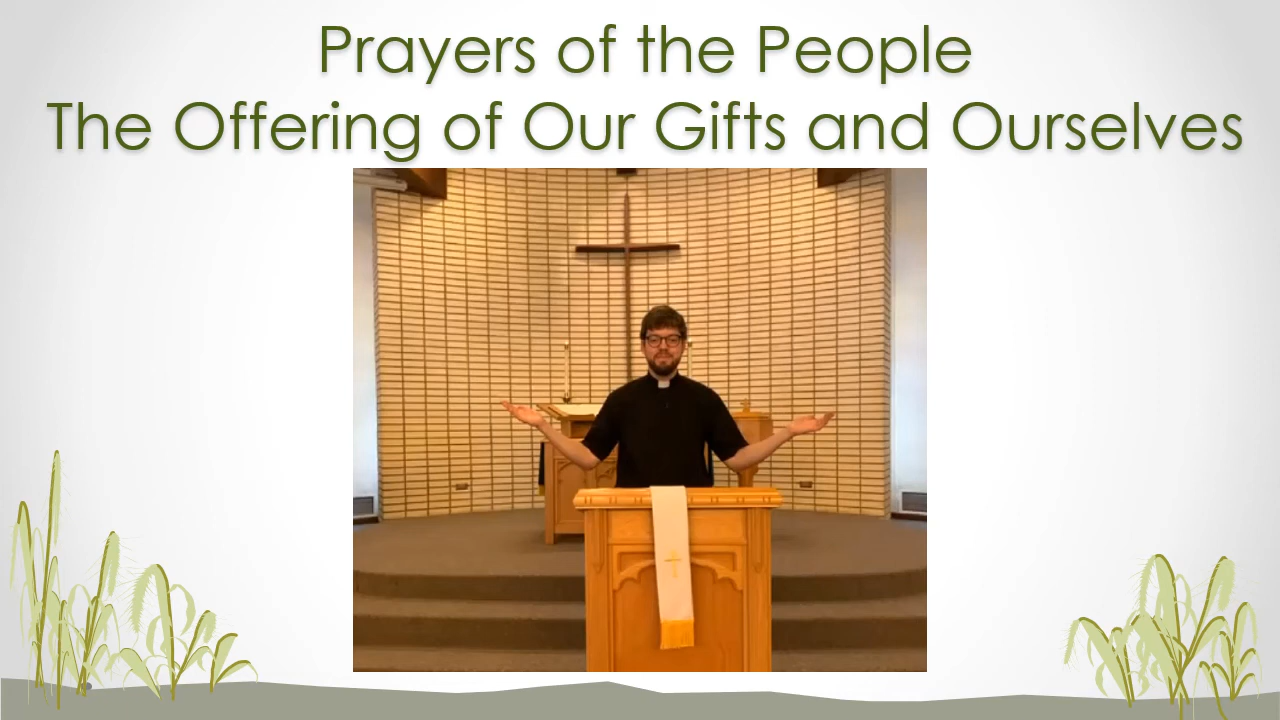 Prayers of the People
The Offering of Our Gifts and Ourselves